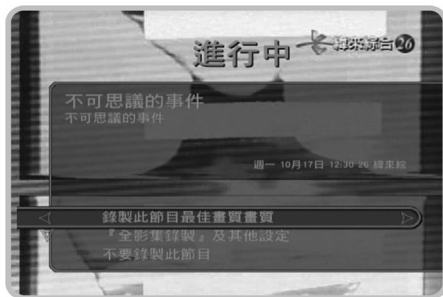 進行中
緯來綜合 26
不可思議的事件
不可思議的事件
週一 10月17日 12:30 26 緯來綜
錄製此節目最佳畫質畫質
『全影集錄製』及其他設定
不要錄製此節目